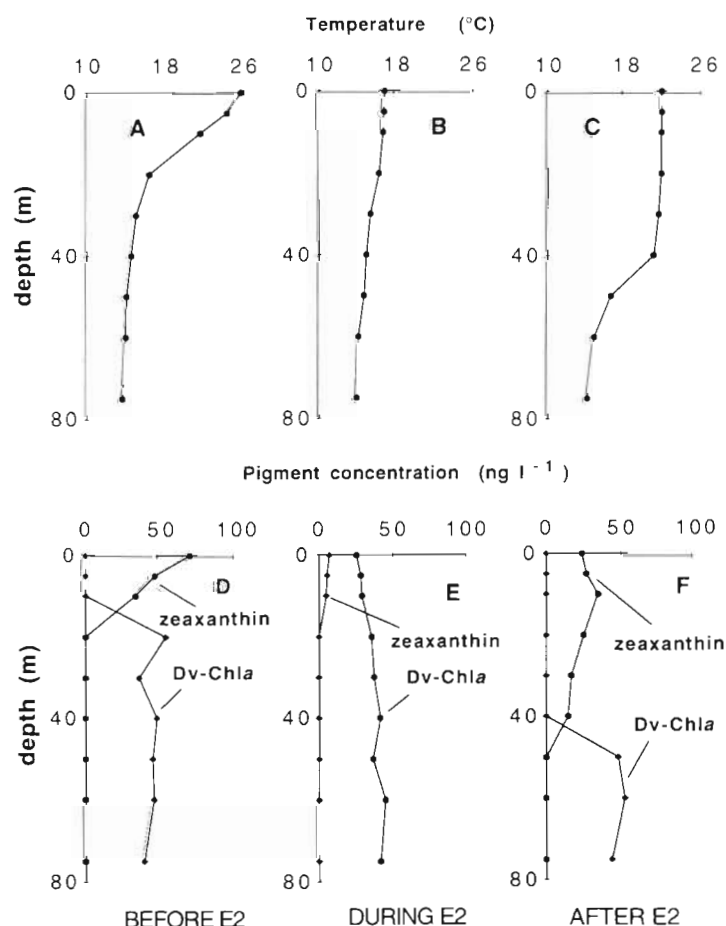 Temperature (°C)
10 18 26 10 18 26 10 18 26
0 0 0
A B C
depth (m)
40 40 40
80 80 80
Pigment concentration (ng l⁻¹)
0 50 100 0 50 100 0 50 100
0 0 0
D E F
zeaxanthin zeaxanthin zeaxanthin
Dv-Chla Dv-Chla Dv-Chla
depth (m)
40 40 40
80 80 80
BEFORE E2 DURING E2 AFTER E2